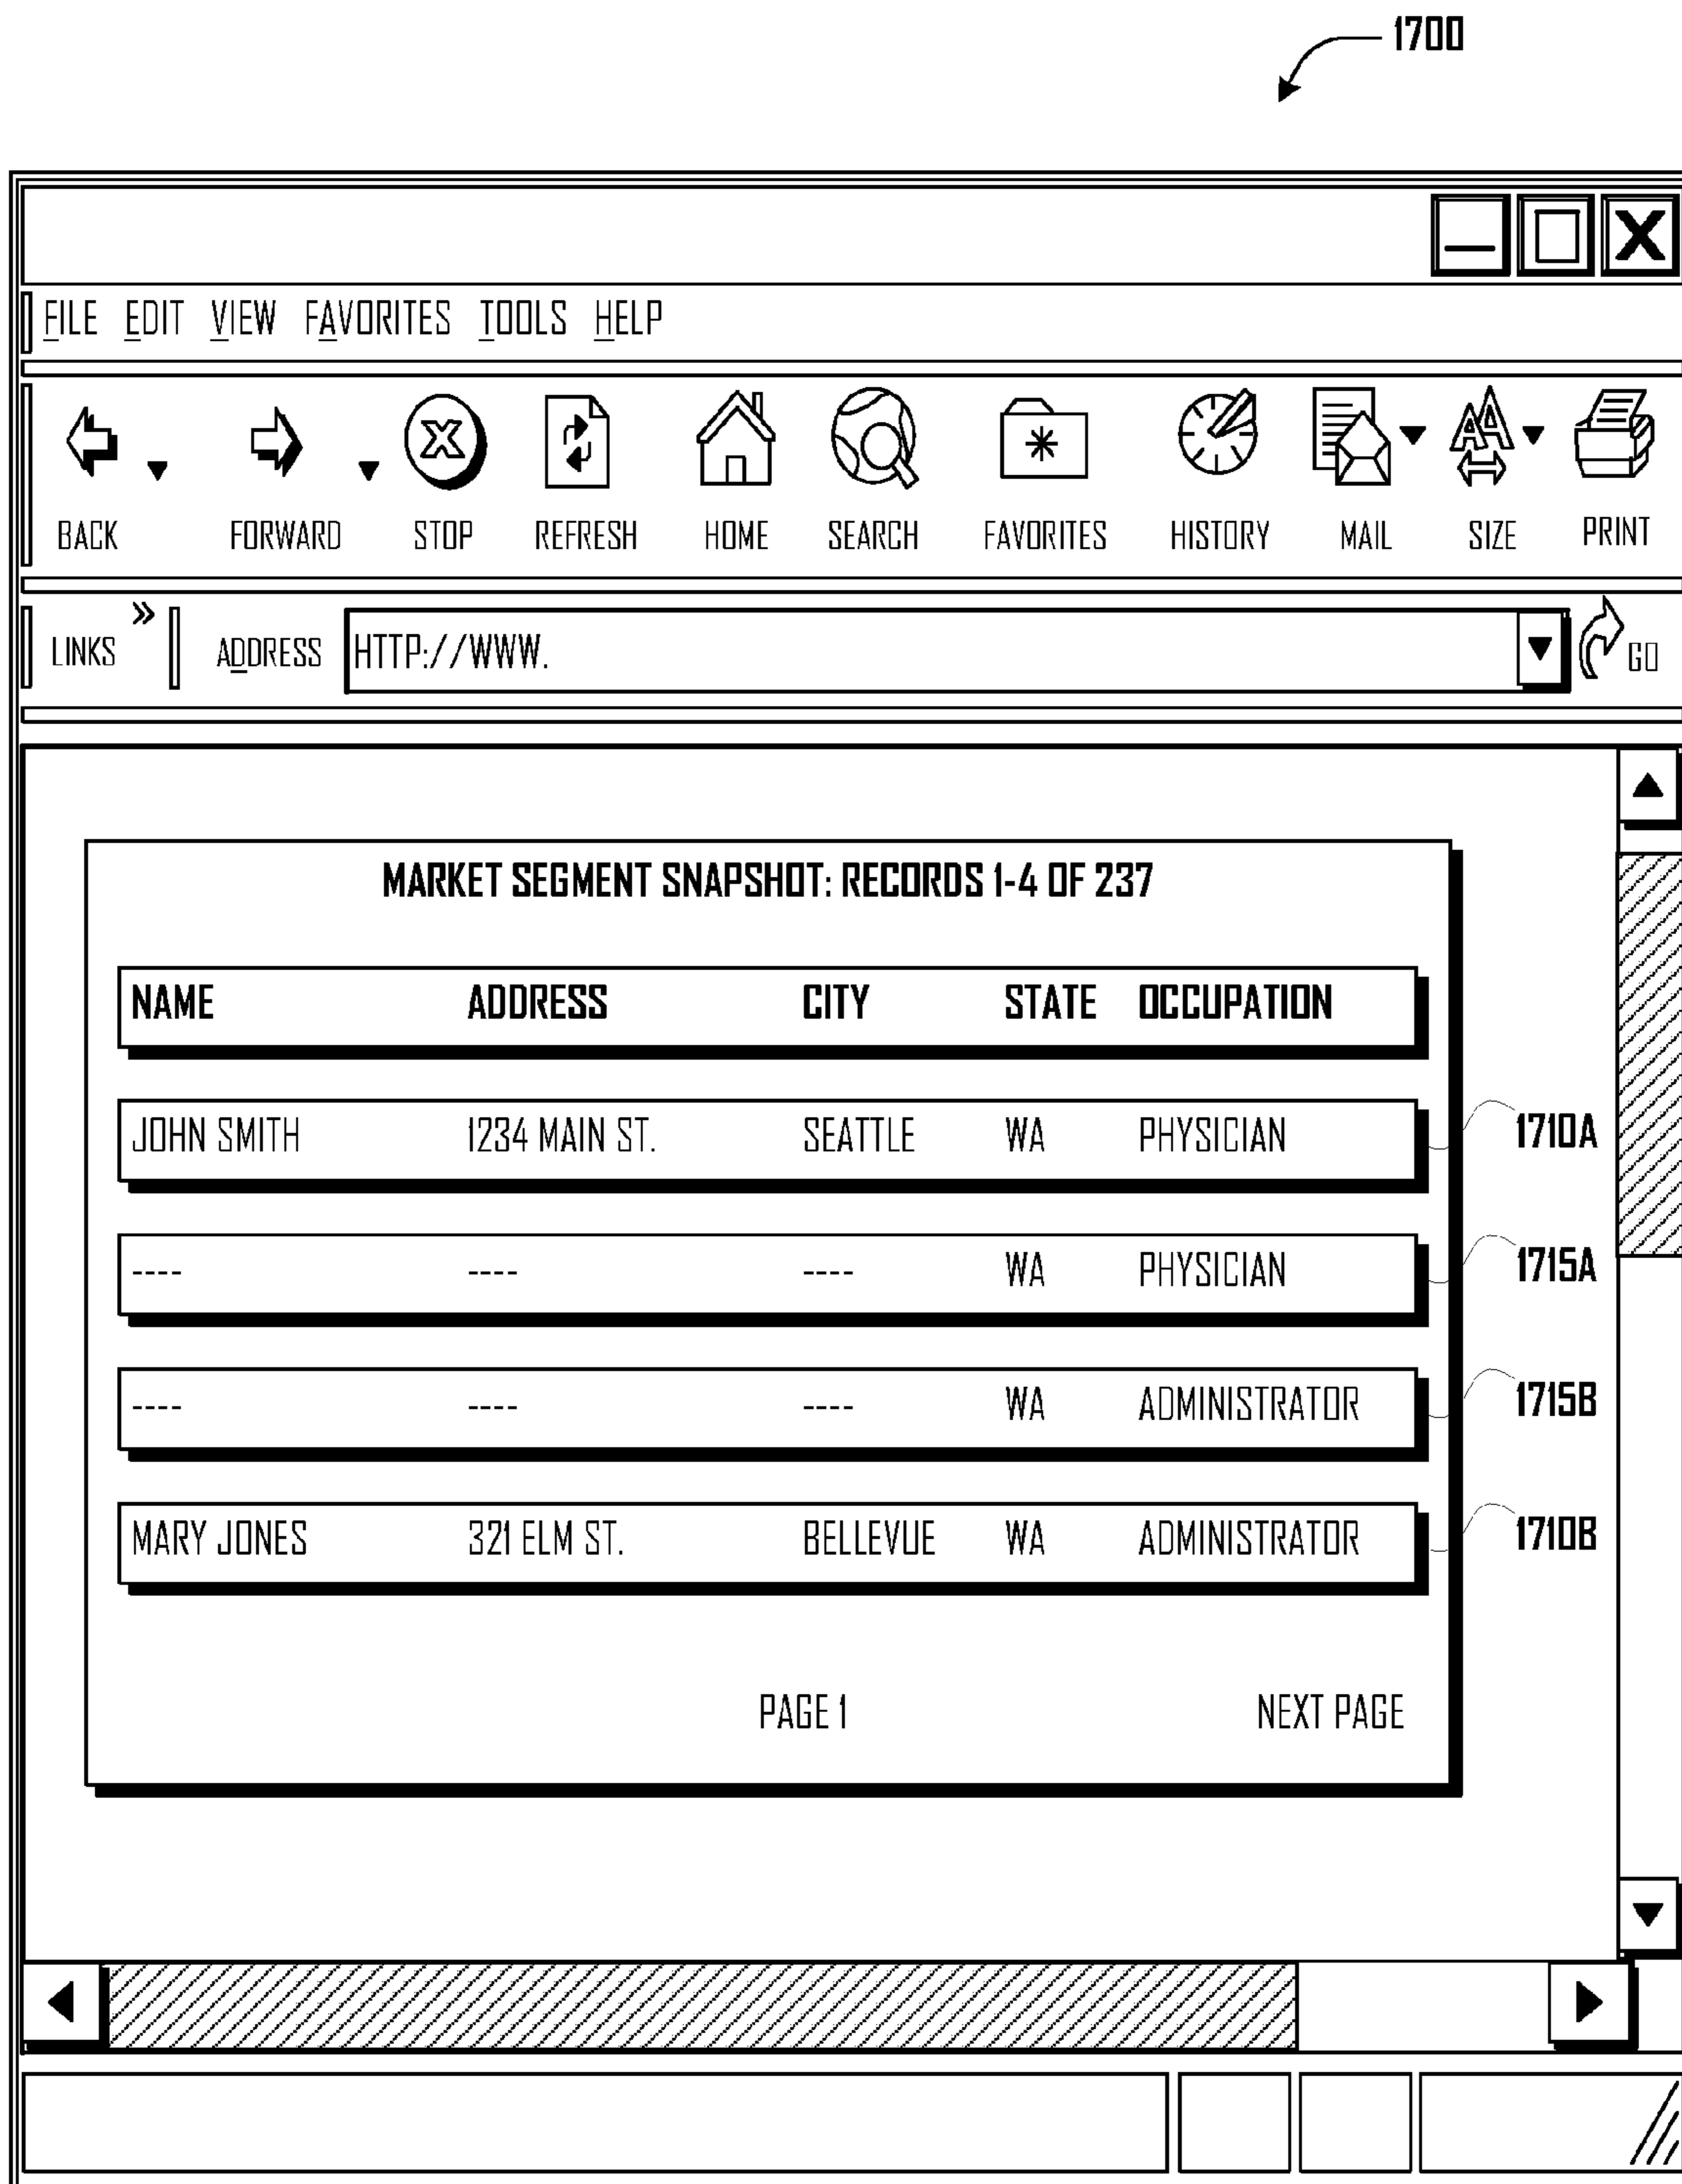 1700
FILE EDIT VIEW FAVORITES TOOLS HELP
BACK FORWARD STOP REFRESH HOME SEARCH FAVORITES HISTORY MAIL SIZE PRINT
LINKS » ADDRESS HTTP://WWW. GO
MARKET SEGMENT SNAPSHOT: RECORDS 1-4 OF 237
NAME ADDRESS CITY STATE OCCUPATION
JOHN SMITH 1234 MAIN ST. SEATTLE WA PHYSICIAN 1710A
---- ---- ---- WA PHYSICIAN 1715A
---- ---- ---- WA ADMINISTRATOR 1715B
MARY JONES 321 ELM ST. BELLEVUE WA ADMINISTRATOR 1710B
PAGE 1 NEXT PAGE